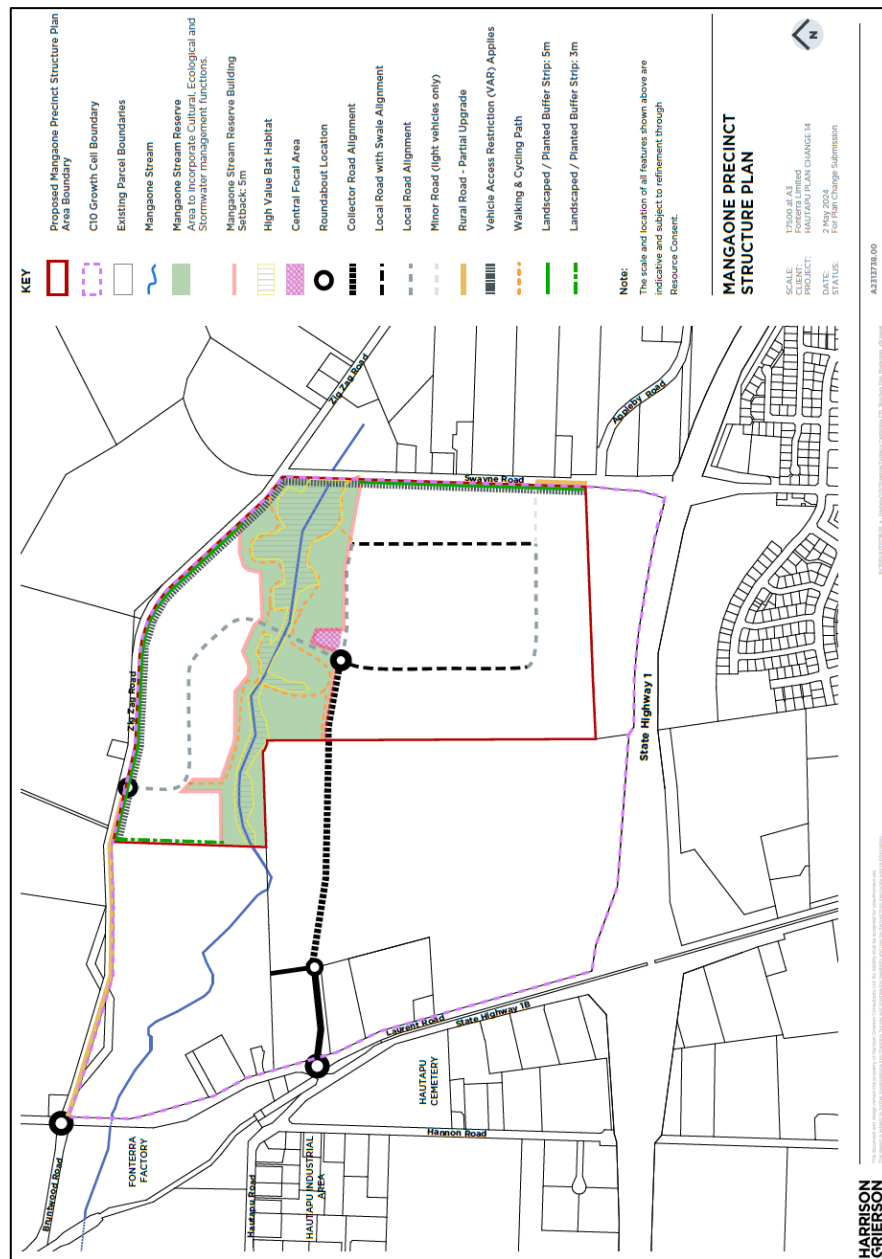 KEY
Proposed Mangaone Precinct Structure Plan
Area Boundary
C10 Growth Cell Boundary
Existing Parcel Boundaries
Mangaone Stream
Mangaone Stream Reserve
Area to incorporate Cultural, Ecological and
Stormwater management functions.
Mangaone Stream Reserve Building
Setback: 5m
High Value Bat Habitat
Central Focal Area
Roundabout Location
Collector Road Alignment
Local Road with Swale Alignment
Local Road Alignment
Minor Road (light vehicles only)
Rural Road - Partial Upgrade
Vehicle Access Restriction (VAR) Applies
Walking & Cycling Path
Landscaped / Planted Buffer Strip: 5m
Landscaped / Planted Buffer Strip: 3m
Note:
The scale and location of all features shown above are
indicative and subject to refinement through
Resource Consent.
MANGAONE PRECINCT
STRUCTURE PLAN
SCALE: 1:7500 at A3
CLIENT: Fonterra Limited
PROJECT: HAUTAPU PLAN CHANGE 14
DATE: 2 May 2024
STATUS: For Plan Change Submission
N
A2313738.00
Zig Zag Road
Zig Zag Road
Swayne Road
Appleby Road
State Highway 1
Laurent Road
State Highway 1B
HAUTAPU
CEMETERY
Hannon Road
Bruntwood Road
FONTERRA
FACTORY
Hautapu Road
HAUTAPU INDUSTRIAL
AREA
HARRISON
GRIERSON